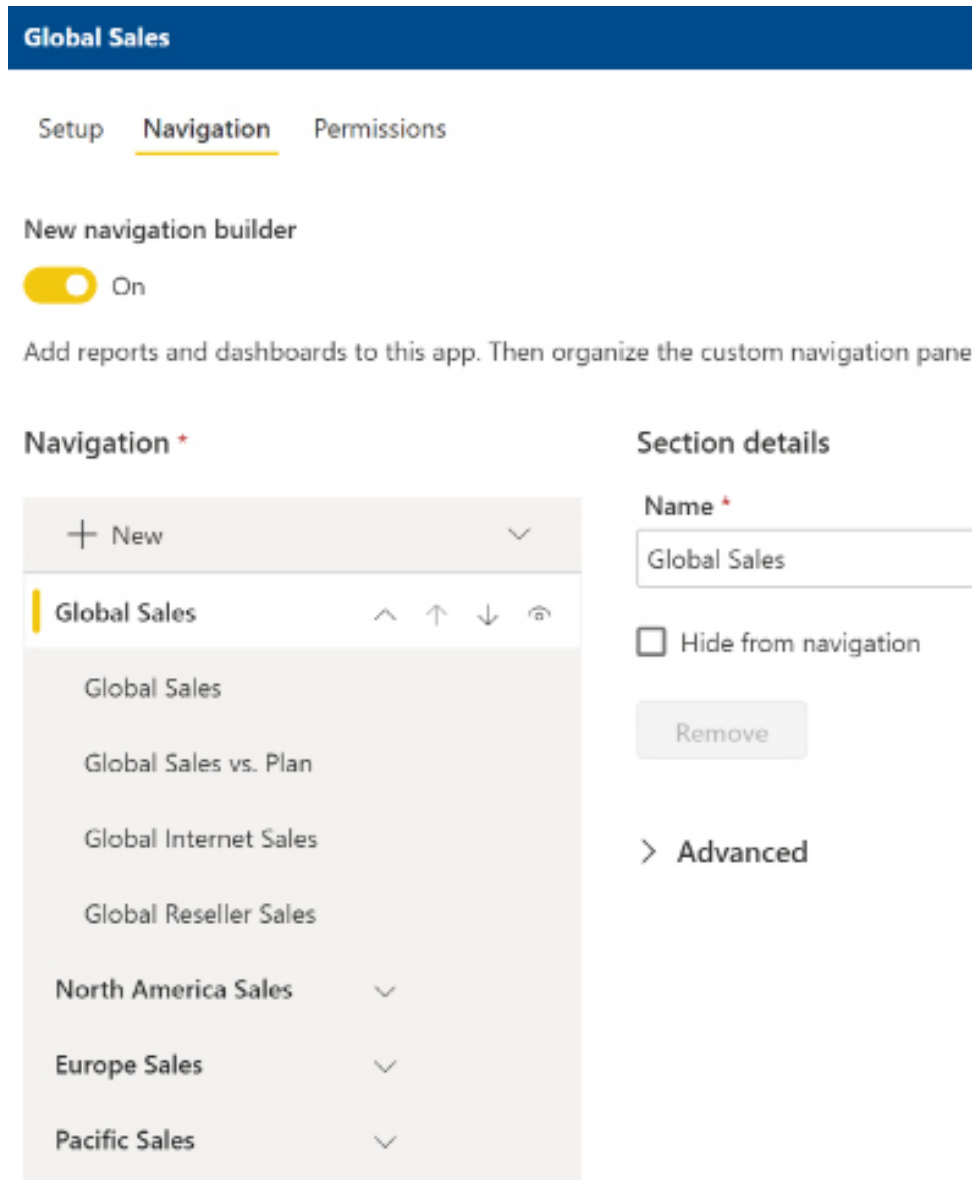 Global Sales
Setup Navigation Permissions
New navigation builder
On
Add reports and dashboards to this app. Then organize the custom navigation pane
Navigation *
+ New
Global Sales
Global Sales
Global Sales vs. Plan
Global Internet Sales
Global Reseller Sales
North America Sales
Europe Sales
Pacific Sales
Section details
Name *
Global Sales
Hide from navigation
Remove
Advanced